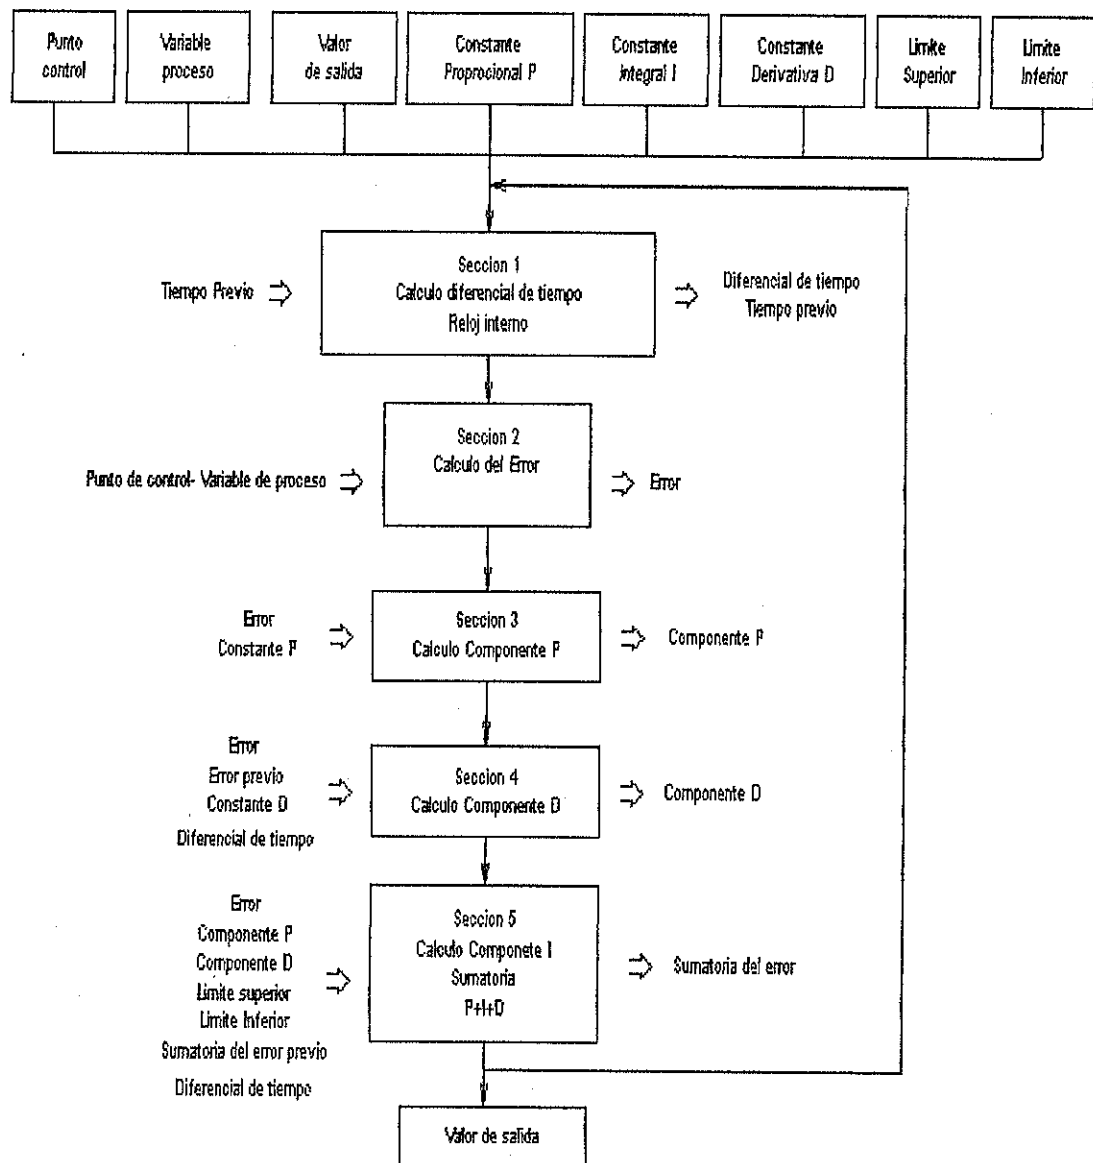 Punto
control
Variable
proceso
Valor
de salida
Constante
Proprocional P
Constante
Integral I
Constante
Derivativa D
Limite
Superior
Limite
Inferior
Tiempo Previo
Seccion 1
Calculo diferencial de tiempo
Reloj interno
Diferencial de tiempo
Tiempo previo
Punto de control- Variable de proceso
Seccion 2
Calculo del Error
Error
Error
Constante P
Seccion 3
Calculo Componente P
Componente P
Error
Error previo
Constante D
Diferencial de tiempo
Seccion 4
Calculo Componente D
Componente D
Error
Componente P
Componente D
Limite superior
Limite Inferior
Sumatoria del error previo
Diferencial de tiempo
Seccion 5
Calculo Componete I
Sumatoria
P+I+D
Sumatoria del error
Valor de salida